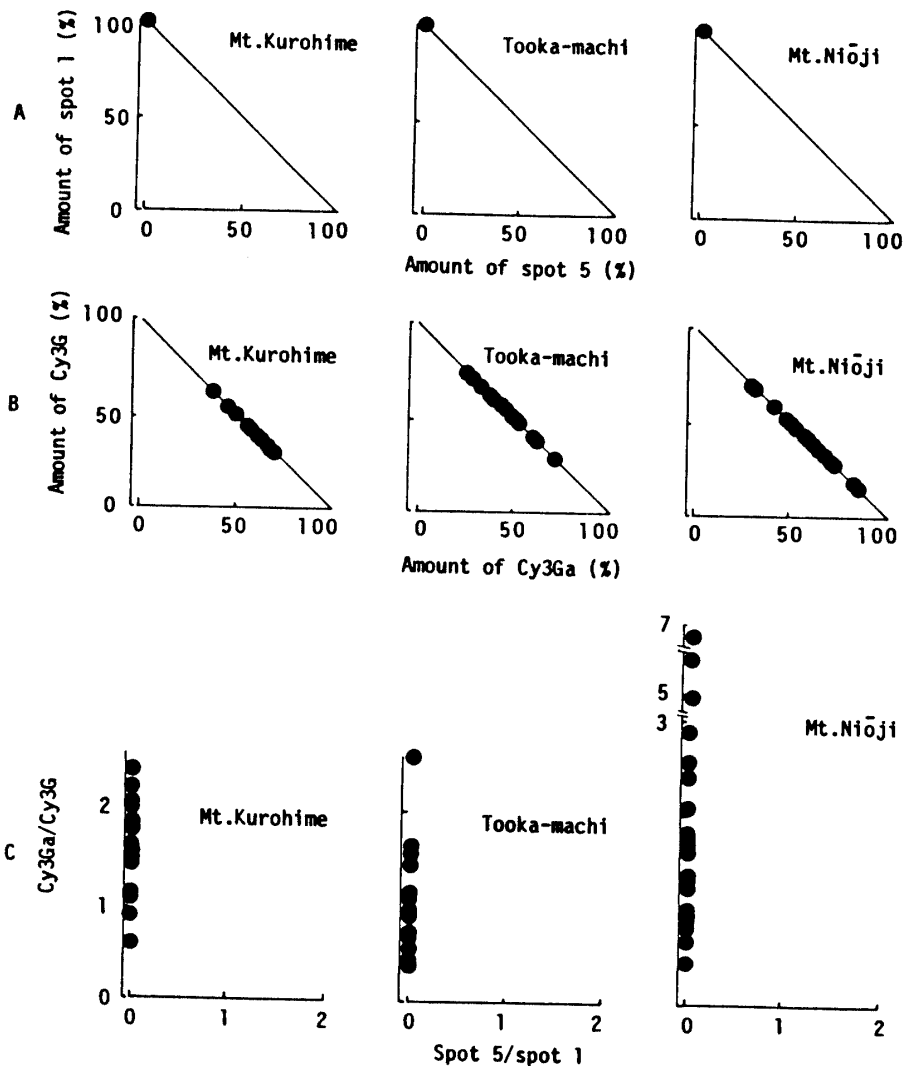 A
Amount of spot 1 (%)
100
50
0
Mt.Kurohime
Tooka-machi
Mt.Niōji
0 50 100
0 50 100
0 50 100
Amount of spot 5 (%)
B
Amount of Cy3G (%)
100
50
0
Mt.Kurohime
Tooka-machi
Mt.Niōji
0 50 100
0 50 100
0 50 100
Amount of Cy3Ga (%)
C
Cy3Ga/Cy3G
2
1
0
7
5
3
Mt.Kurohime
Tooka-machi
Mt.Niōji
0 1 2
0 1 2
0 1 2
Spot 5/spot 1